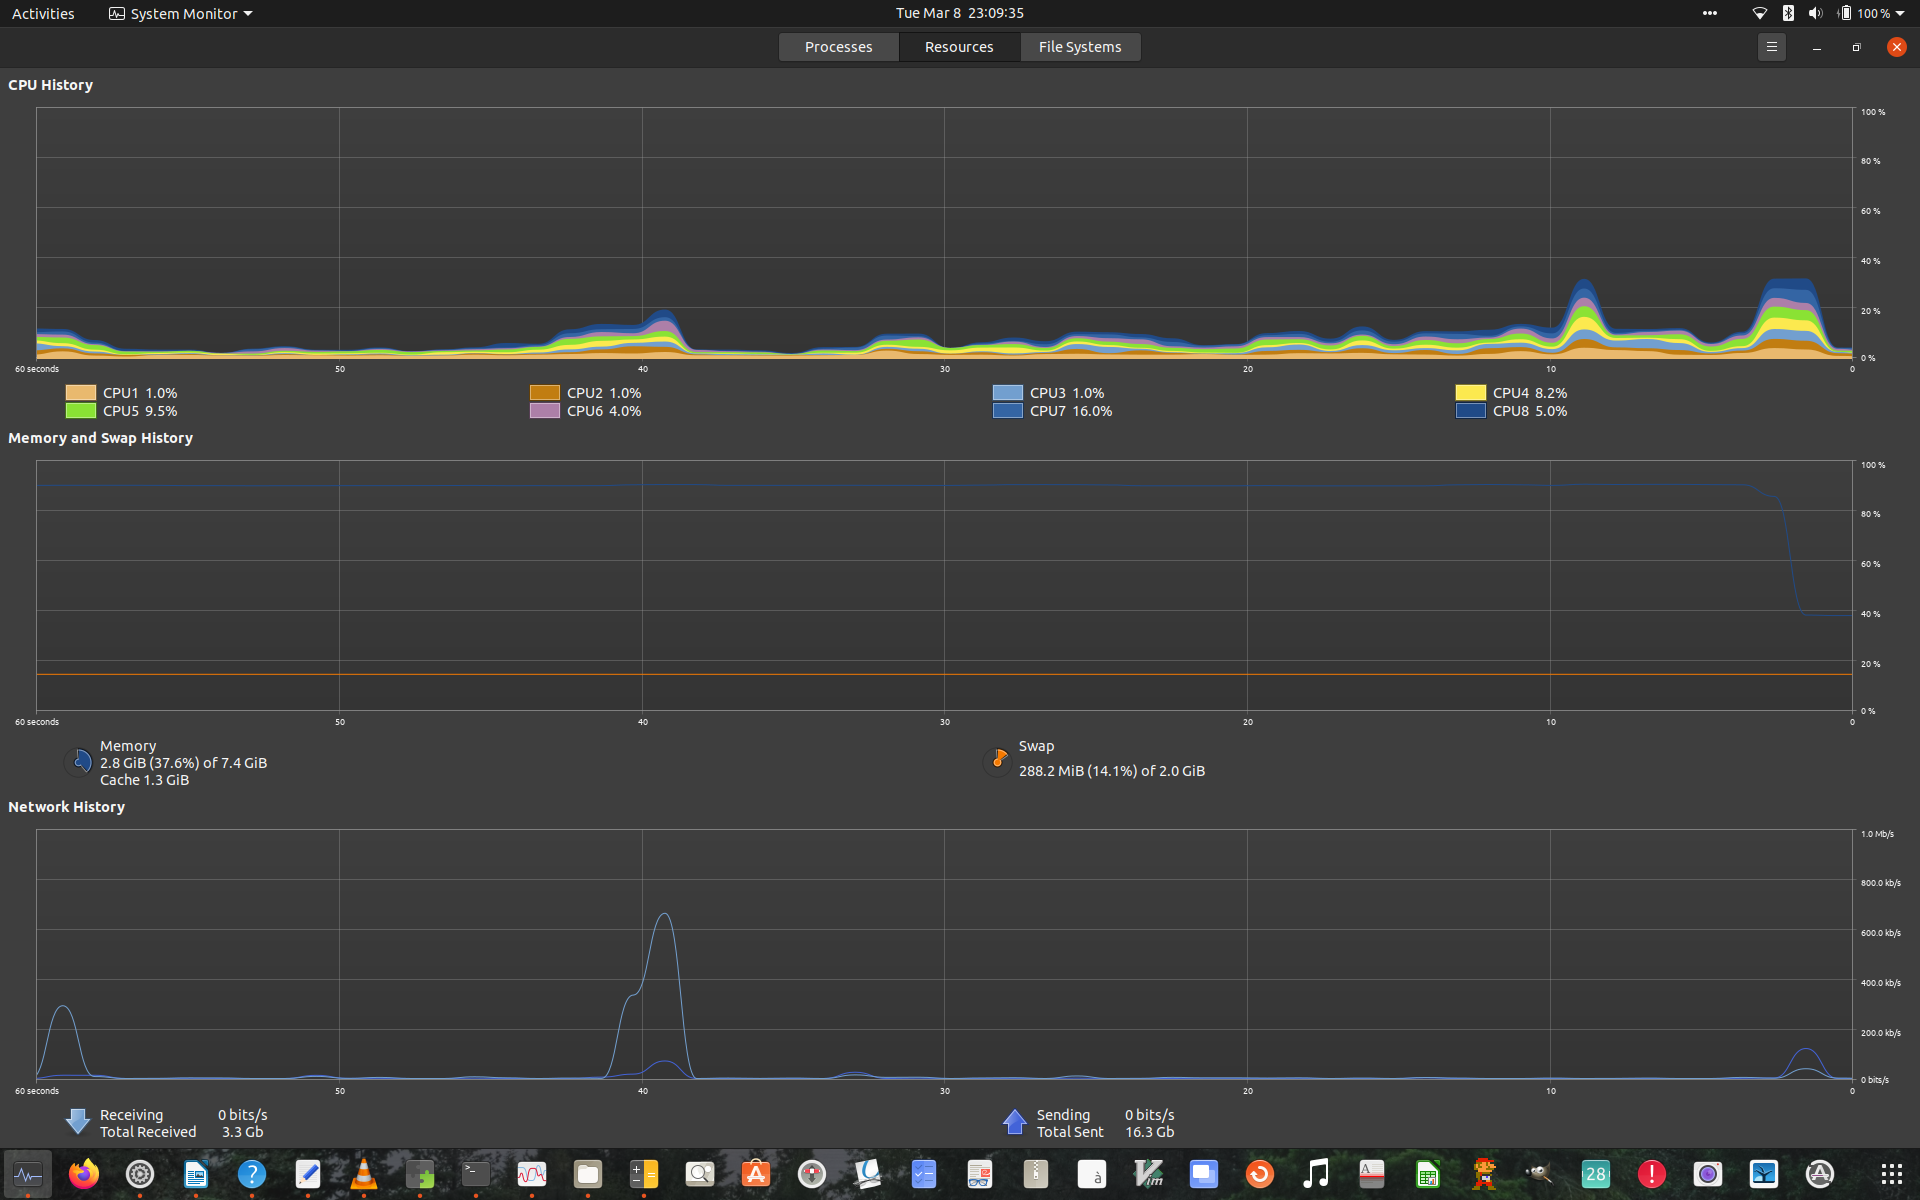 Activities
System Monitor
Tue Mar 8 23:09:35
100 %
Processes
Resources
File Systems
CPU History
100 %
80 %
60 %
40 %
20 %
0 %
60 seconds
50
40
30
20
10
0
CPU1 1.0%
CPU2 1.0%
CPU3 1.0%
CPU4 8.2%
CPU5 9.5%
CPU6 4.0%
CPU7 16.0%
CPU8 5.0%
Memory and Swap History
100 %
80 %
60 %
40 %
20 %
0 %
60 seconds
50
40
30
20
10
0
Memory
2.8 GiB (37.6%) of 7.4 GiB
Cache 1.3 GiB
Swap
288.2 MiB (14.1%) of 2.0 GiB
Network History
1.0 Mb/s
800.0 kb/s
600.0 kb/s
400.0 kb/s
200.0 kb/s
0 bits/s
60 seconds
50
40
30
20
10
0
Receiving 0 bits/s
Total Received 3.3 Gb
Sending 0 bits/s
Total Sent 16.3 Gb
?
>_
à
Vim
A
28
!